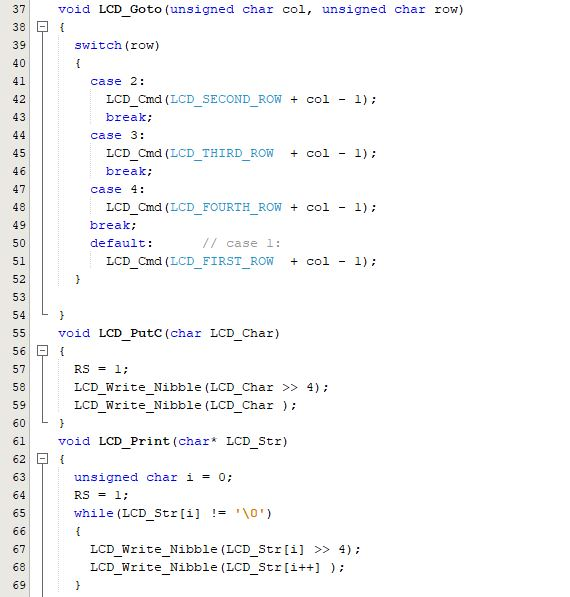 37 void LCD_Goto(unsigned char col, unsigned char row)
38 {
39 switch(row)
40 {
41 case 2:
42 LCD_Cmd(LCD_SECOND_ROW + col - 1);
43 break;
44 case 3:
45 LCD_Cmd(LCD_THIRD_ROW  + col - 1);
46 break;
47 case 4:
48 LCD_Cmd(LCD_FOURTH_ROW + col - 1);
49 break;
50 default:      // case 1:
51 LCD_Cmd(LCD_FIRST_ROW  + col - 1);
52 }
53
54 }
55 void LCD_PutC(char LCD_Char)
56 {
57 RS = 1;
58 LCD_Write_Nibble(LCD_Char >> 4);
59 LCD_Write_Nibble(LCD_Char );
60 }
61 void LCD_Print(char* LCD_Str)
62 {
63 unsigned char i = 0;
64 RS = 1;
65 while(LCD_Str[i] != '\0')
66 {
67 LCD_Write_Nibble(LCD_Str[i] >> 4);
68 LCD_Write_Nibble(LCD_Str[i++] );
69 }